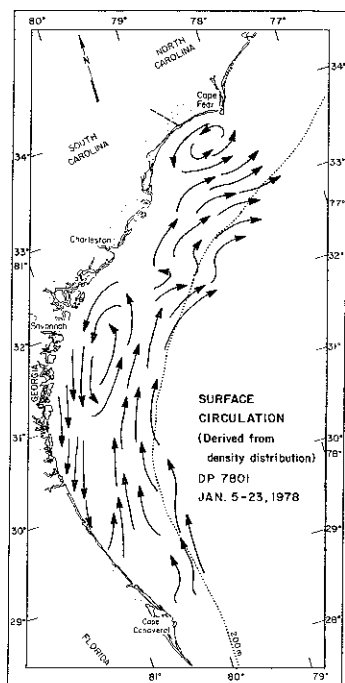 80° 79° 78° 77°
N
NORTH
CAROLINA
34°
Cape
Fear
SOUTH
CAROLINA
34°
33°
77°
Charleston
33°
81°
32°
Savannah
32°
GEORGIA
31°
SURFACE
CIRCULATION
(Derived from
density distribution)
DP 7801
JAN. 5-23, 1978
31°
30°
78°
30°
29°
Cape
Canaveral
29°
28°
FLORIDA
200m
81° 80° 79°